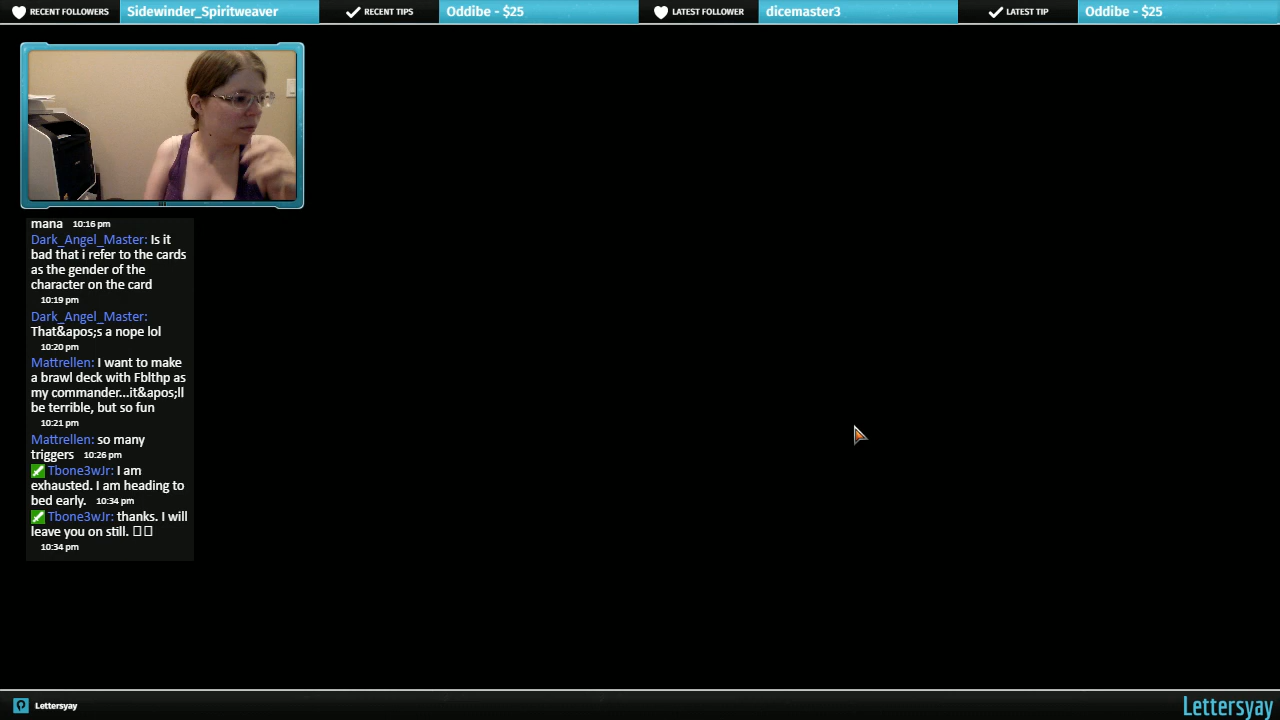 RECENT FOLLOWERS Sidewinder_Spiritweaver RECENT TIPS Oddibe - $25 LATEST FOLLOWER dicemaster3 LATEST TIP Oddibe - $25
mana 10:16 pm
Dark_Angel_Master: Is it
bad that i refer to the cards
as the gender of the
character on the card
10:19 pm
Dark_Angel_Master:
That&apos;s a nope lol
10:20 pm
Mattrellen: I want to make
a brawl deck with Fblthp as
my commander...it&apos;ll
be terrible, but so fun
10:21 pm
Mattrellen: so many
triggers 10:26 pm
Tbone3wJr: I am
exhausted. I am heading to
bed early. 10:34 pm
Tbone3wJr: thanks. I will
leave you on still. □□
10:34 pm
Lettersyay Lettersyay